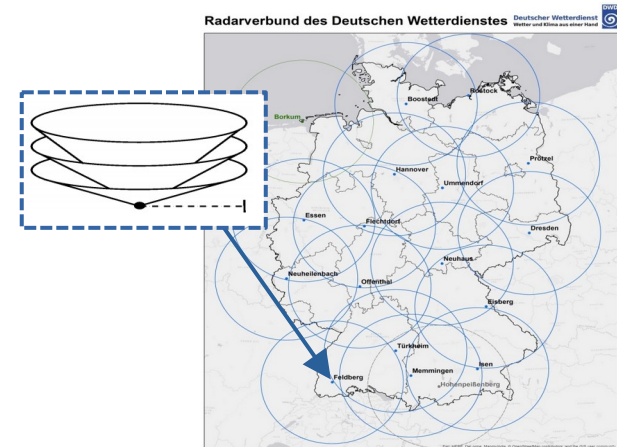 Radarverbund des Deutschen Wetterdienstes
Deutscher Wetterdienst
Wetter und Klima aus einer Hand
DWD
Boostedt
Rostock
Borkum
Hannover
Prötzel
Ummendorf
Essen
Flechtdorf
Dresden
Neuhaus
Neuheilenbach
Offenthal
Eisberg
Türkheim
Feldberg
Memmingen
Isen
Hohenpeißenberg